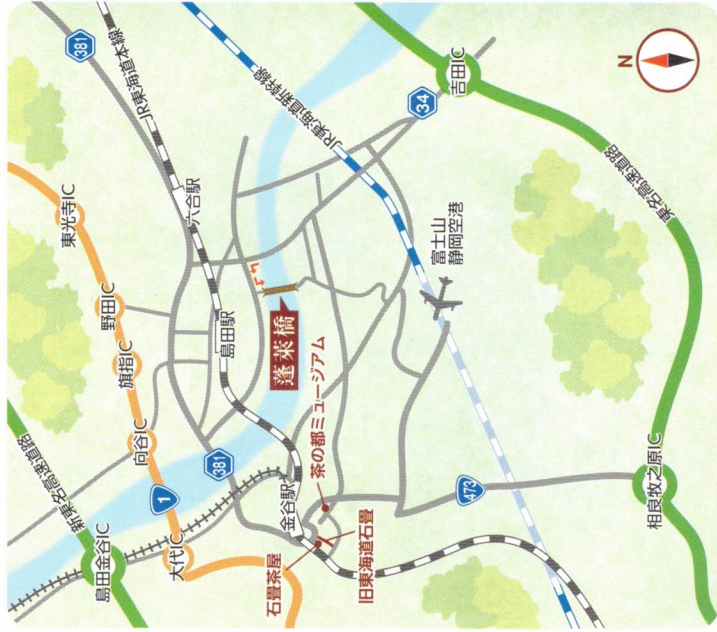 381
JR東海道本線
JR東海道新幹線
34
吉田IC
N
東名高速道路
東光寺IC
六合駅
野田IC
島田駅
旗指IC
蓬莱橋
富士山
静岡空港
向谷IC
新東名高速道路
1
381
茶の都ミュージアム
金谷駅
473
相良牧之原IC
島田金谷IC
大代IC
石畳茶屋
旧東海道石畳